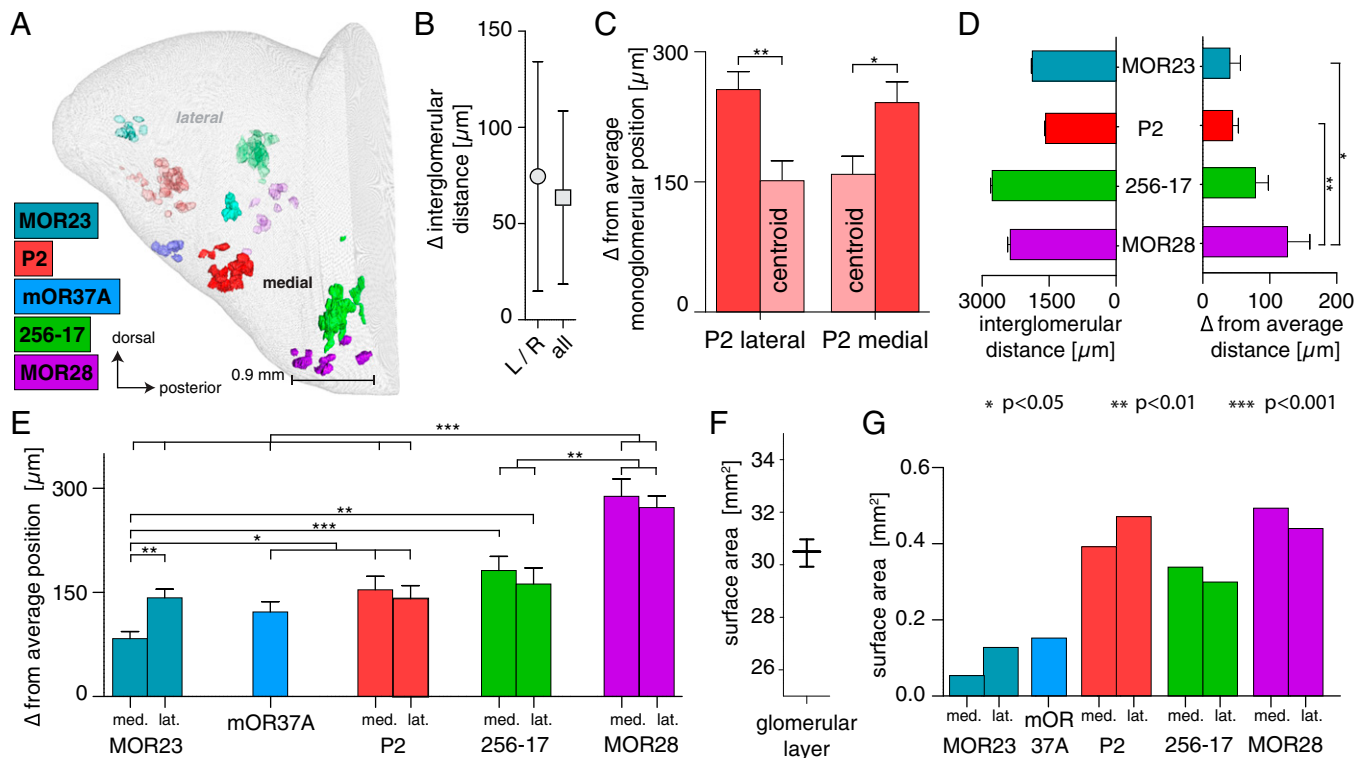 A
lateral
medial
MOR23
P2
mOR37A
256-17
MOR28
dorsal
posterior
0.9 mm
B
Δ interglomerular
distance [µm]
150
100
50
0
L / R
all
C
Δ from average
monoglomerular position [µm]
300
150
0
**
*
centroid
centroid
P2 lateral
P2 medial
D
MOR23
P2
256-17
MOR28
*
**
3000 1500 0
interglomerular
distance [µm]
0 100 200
Δ from average
distance [µm]
* p<0.05 ** p<0.01 *** p<0.001
E
Δ from average position [µm]
300
150
0
***
**
**
***
*
**
med. lat.
MOR23
mOR37A
med. lat.
P2
med. lat.
256-17
med. lat.
MOR28
F
surface area [mm²]
34
32
30
28
26
glomerular
layer
G
surface area [mm²]
0.6
0.4
0.2
0.0
med. lat.
MOR23
mOR
37A
med. lat.
P2
med. lat.
256-17
med. lat.
MOR28